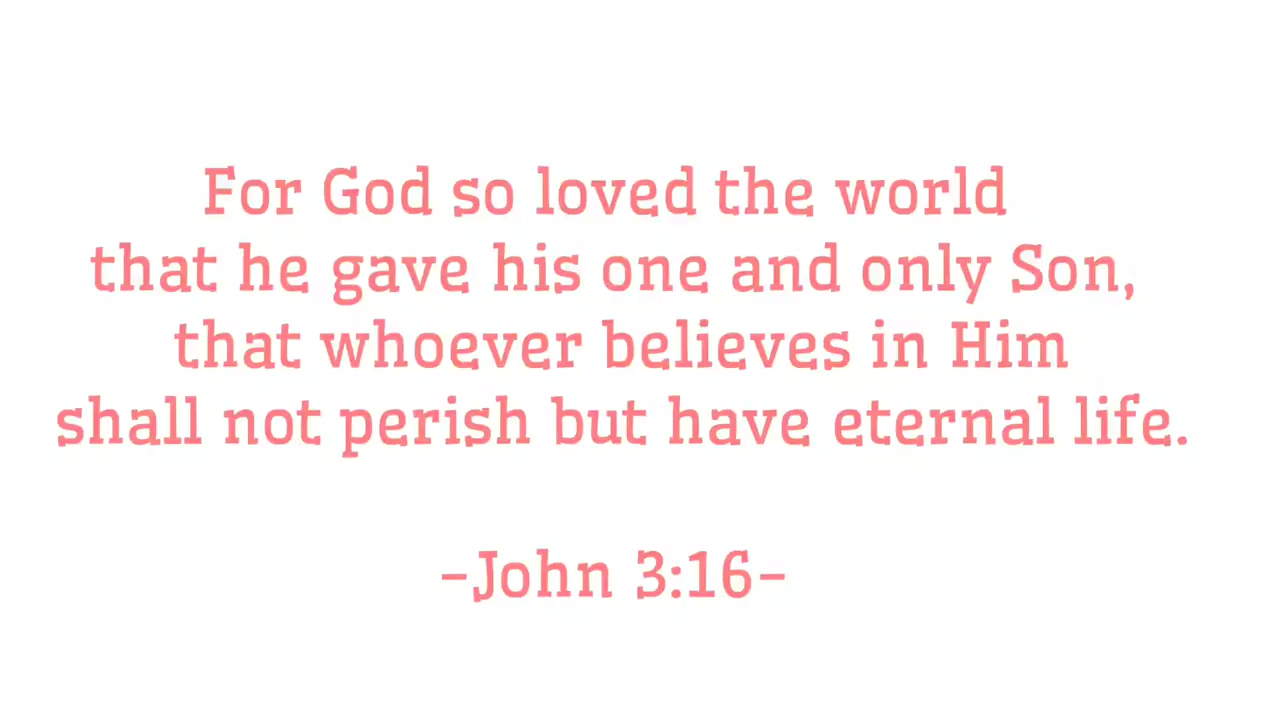 For God so loved the world
that he gave his one and only Son,
that whoever believes in Him
shall not perish but have eternal life.
-John 3:16-